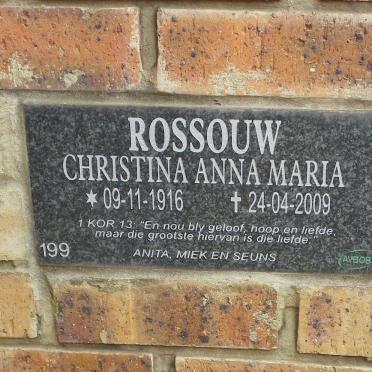 ROSSOUW
CHRISTINA ANNA MARIA
✶ 09-11-1916 ✝ 24-04-2009
1 KOR 13: "En nou bly geloof, hoop en liefde,
maar die grootste hiervan is die liefde."
199
ANITA, MIEK EN SEUNS
AVBOB